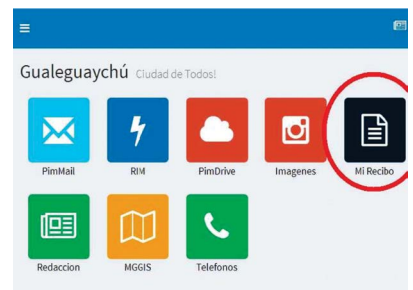 Gualeguaychú Ciudad de Todos!
PimMail RIM PimDrive Imagenes Mi Recibo
Redaccion MGGIS Telefonos